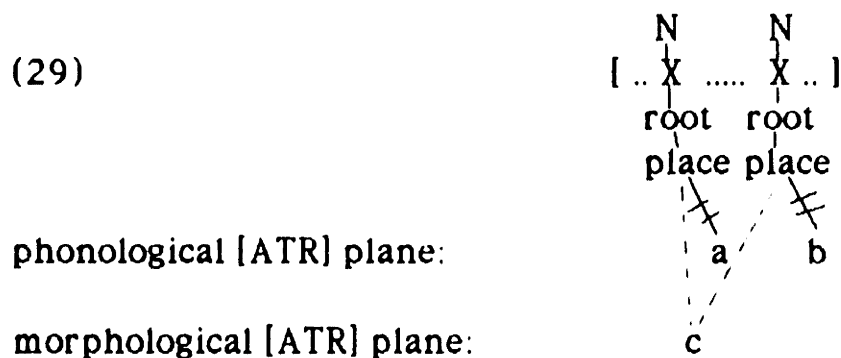 N N
(29) [ .. X ..... X .. ]
root root
place place
phonological [ATR] plane: a b
morphological [ATR] plane: c